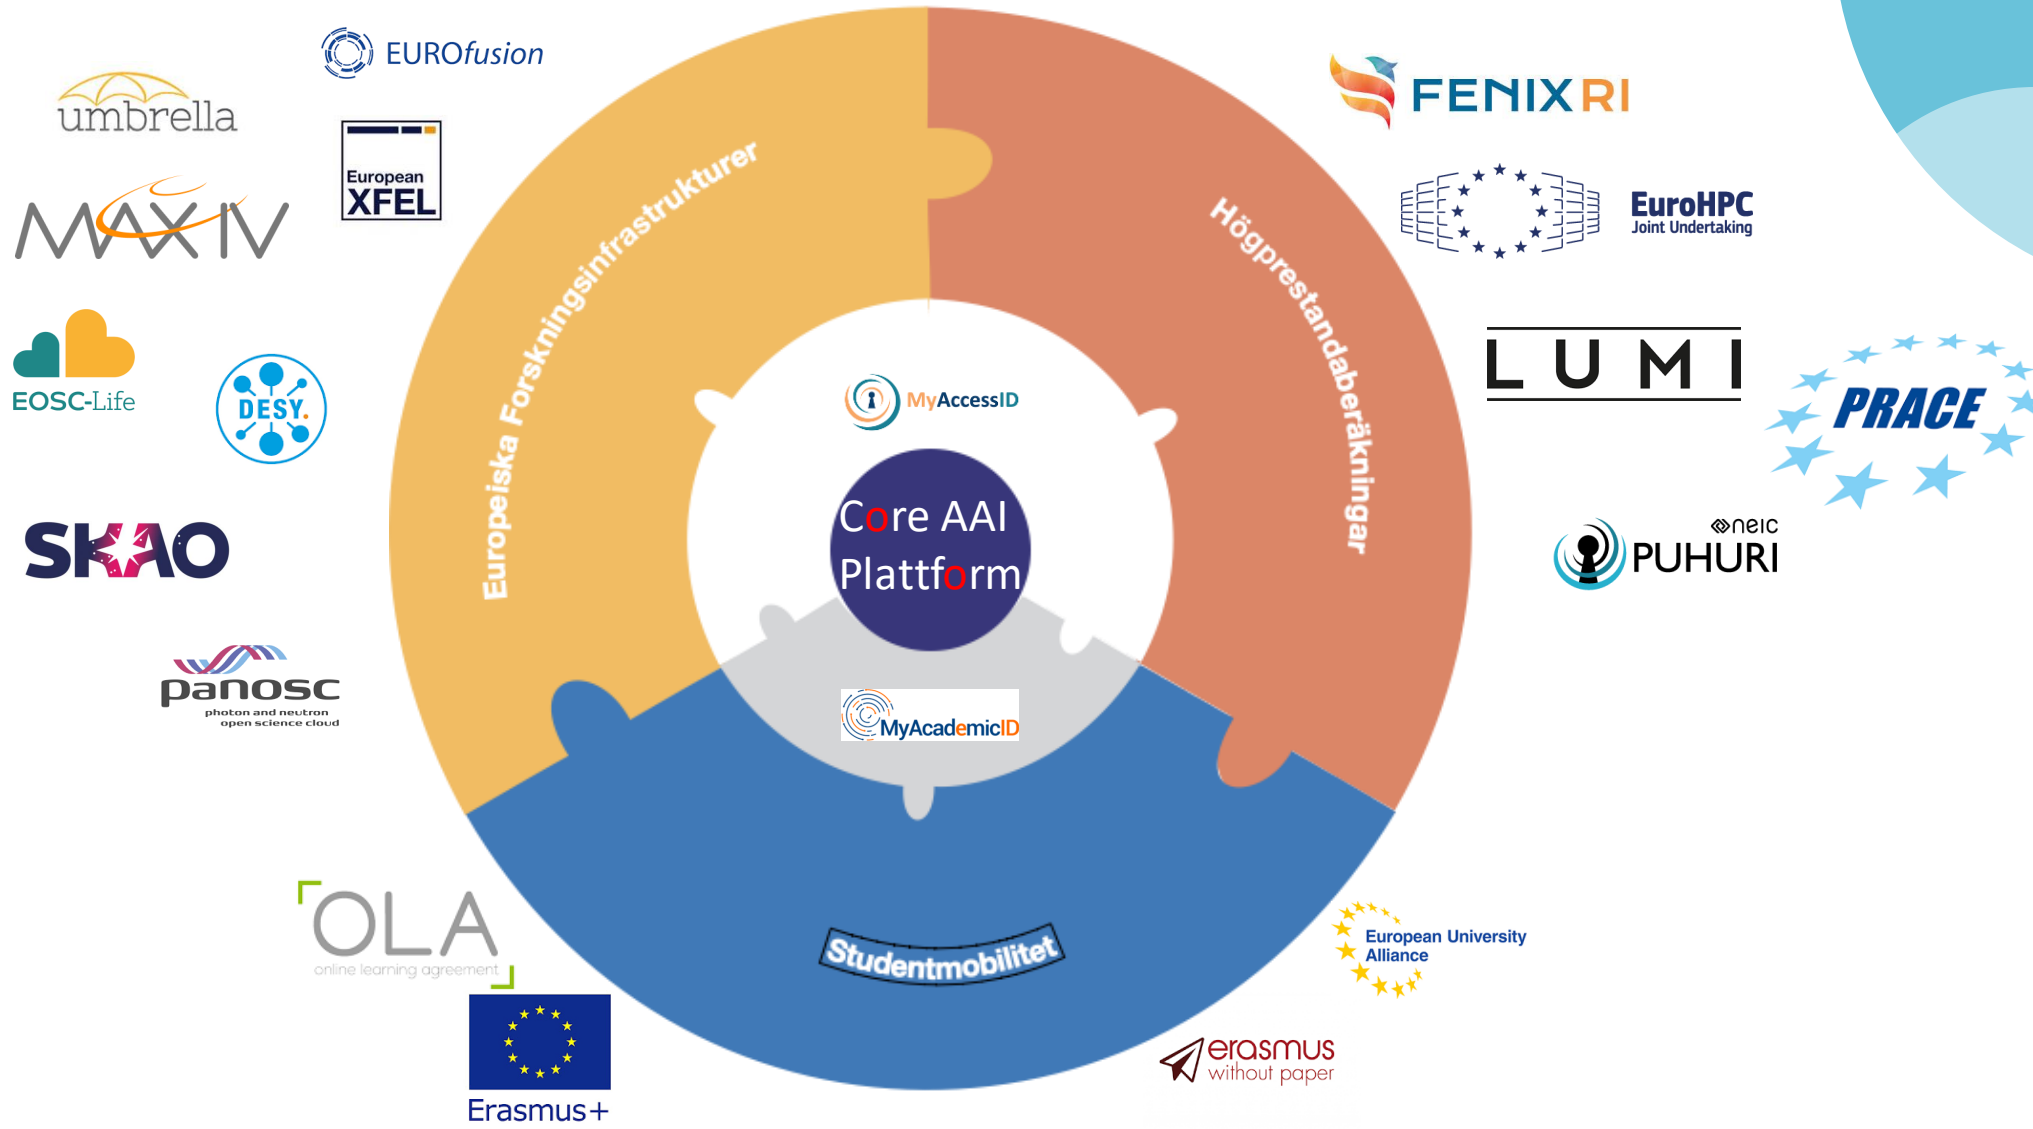 EUROfusion
umbrella
European
XFEL
MAX IV
EOSC-Life
DESY.
SKAO
panosc
photon and neutron
open science cloud
Europeiska Forskningsinfrastrukturer
Högprestandaberäkningar
FENIX RI
EuroHPC
Joint Undertaking
LUMI
PRACE
neic
PUHURI
MyAccessID
Core AAI
Plattform
MyAcademicID
Studentmobilitet
OLA
online learning agreement
Erasmus+
European University
Alliance
erasmus
without paper